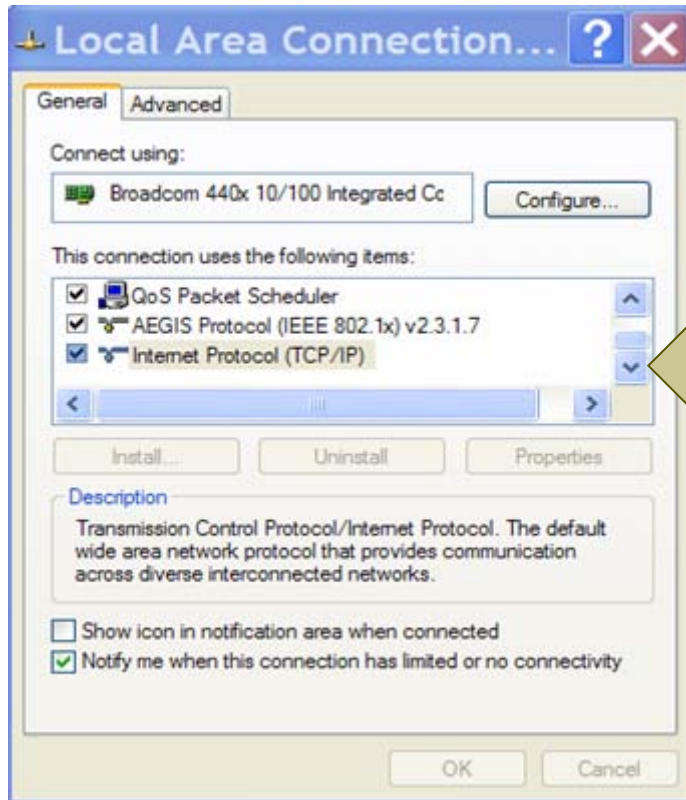 Local Area Connection... ? X
General Advanced
Connect using:
Broadcom 440x 10/100 Integrated Cc
Configure...
This connection uses the following items:
QoS Packet Scheduler
AEGIS Protocol (IEEE 802.1x) v2.3.1.7
Internet Protocol (TCP/IP)
Install... Uninstall Properties
Description
Transmission Control Protocol/Internet Protocol. The default
wide area network protocol that provides communication
across diverse interconnected networks.
Show icon in notification area when connected
Notify me when this connection has limited or no connectivity
OK Cancel